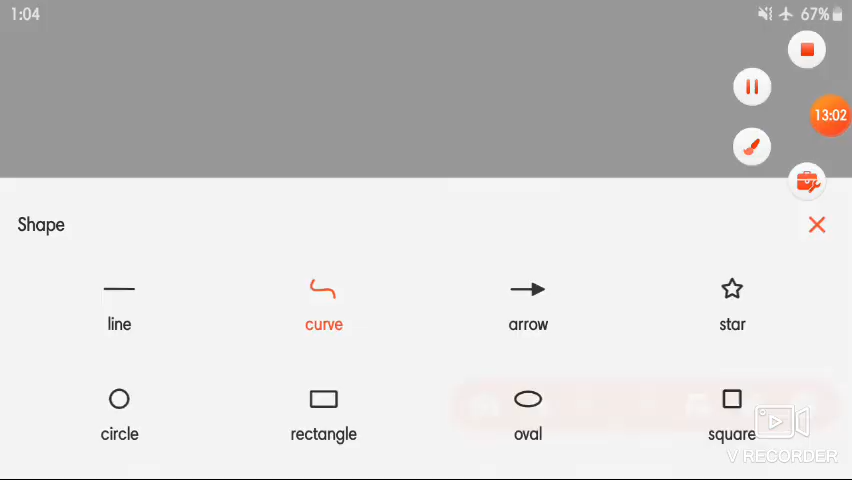 1:04 67%
13:02
Shape
line curve arrow star
circle rectangle oval square
V RECORDER